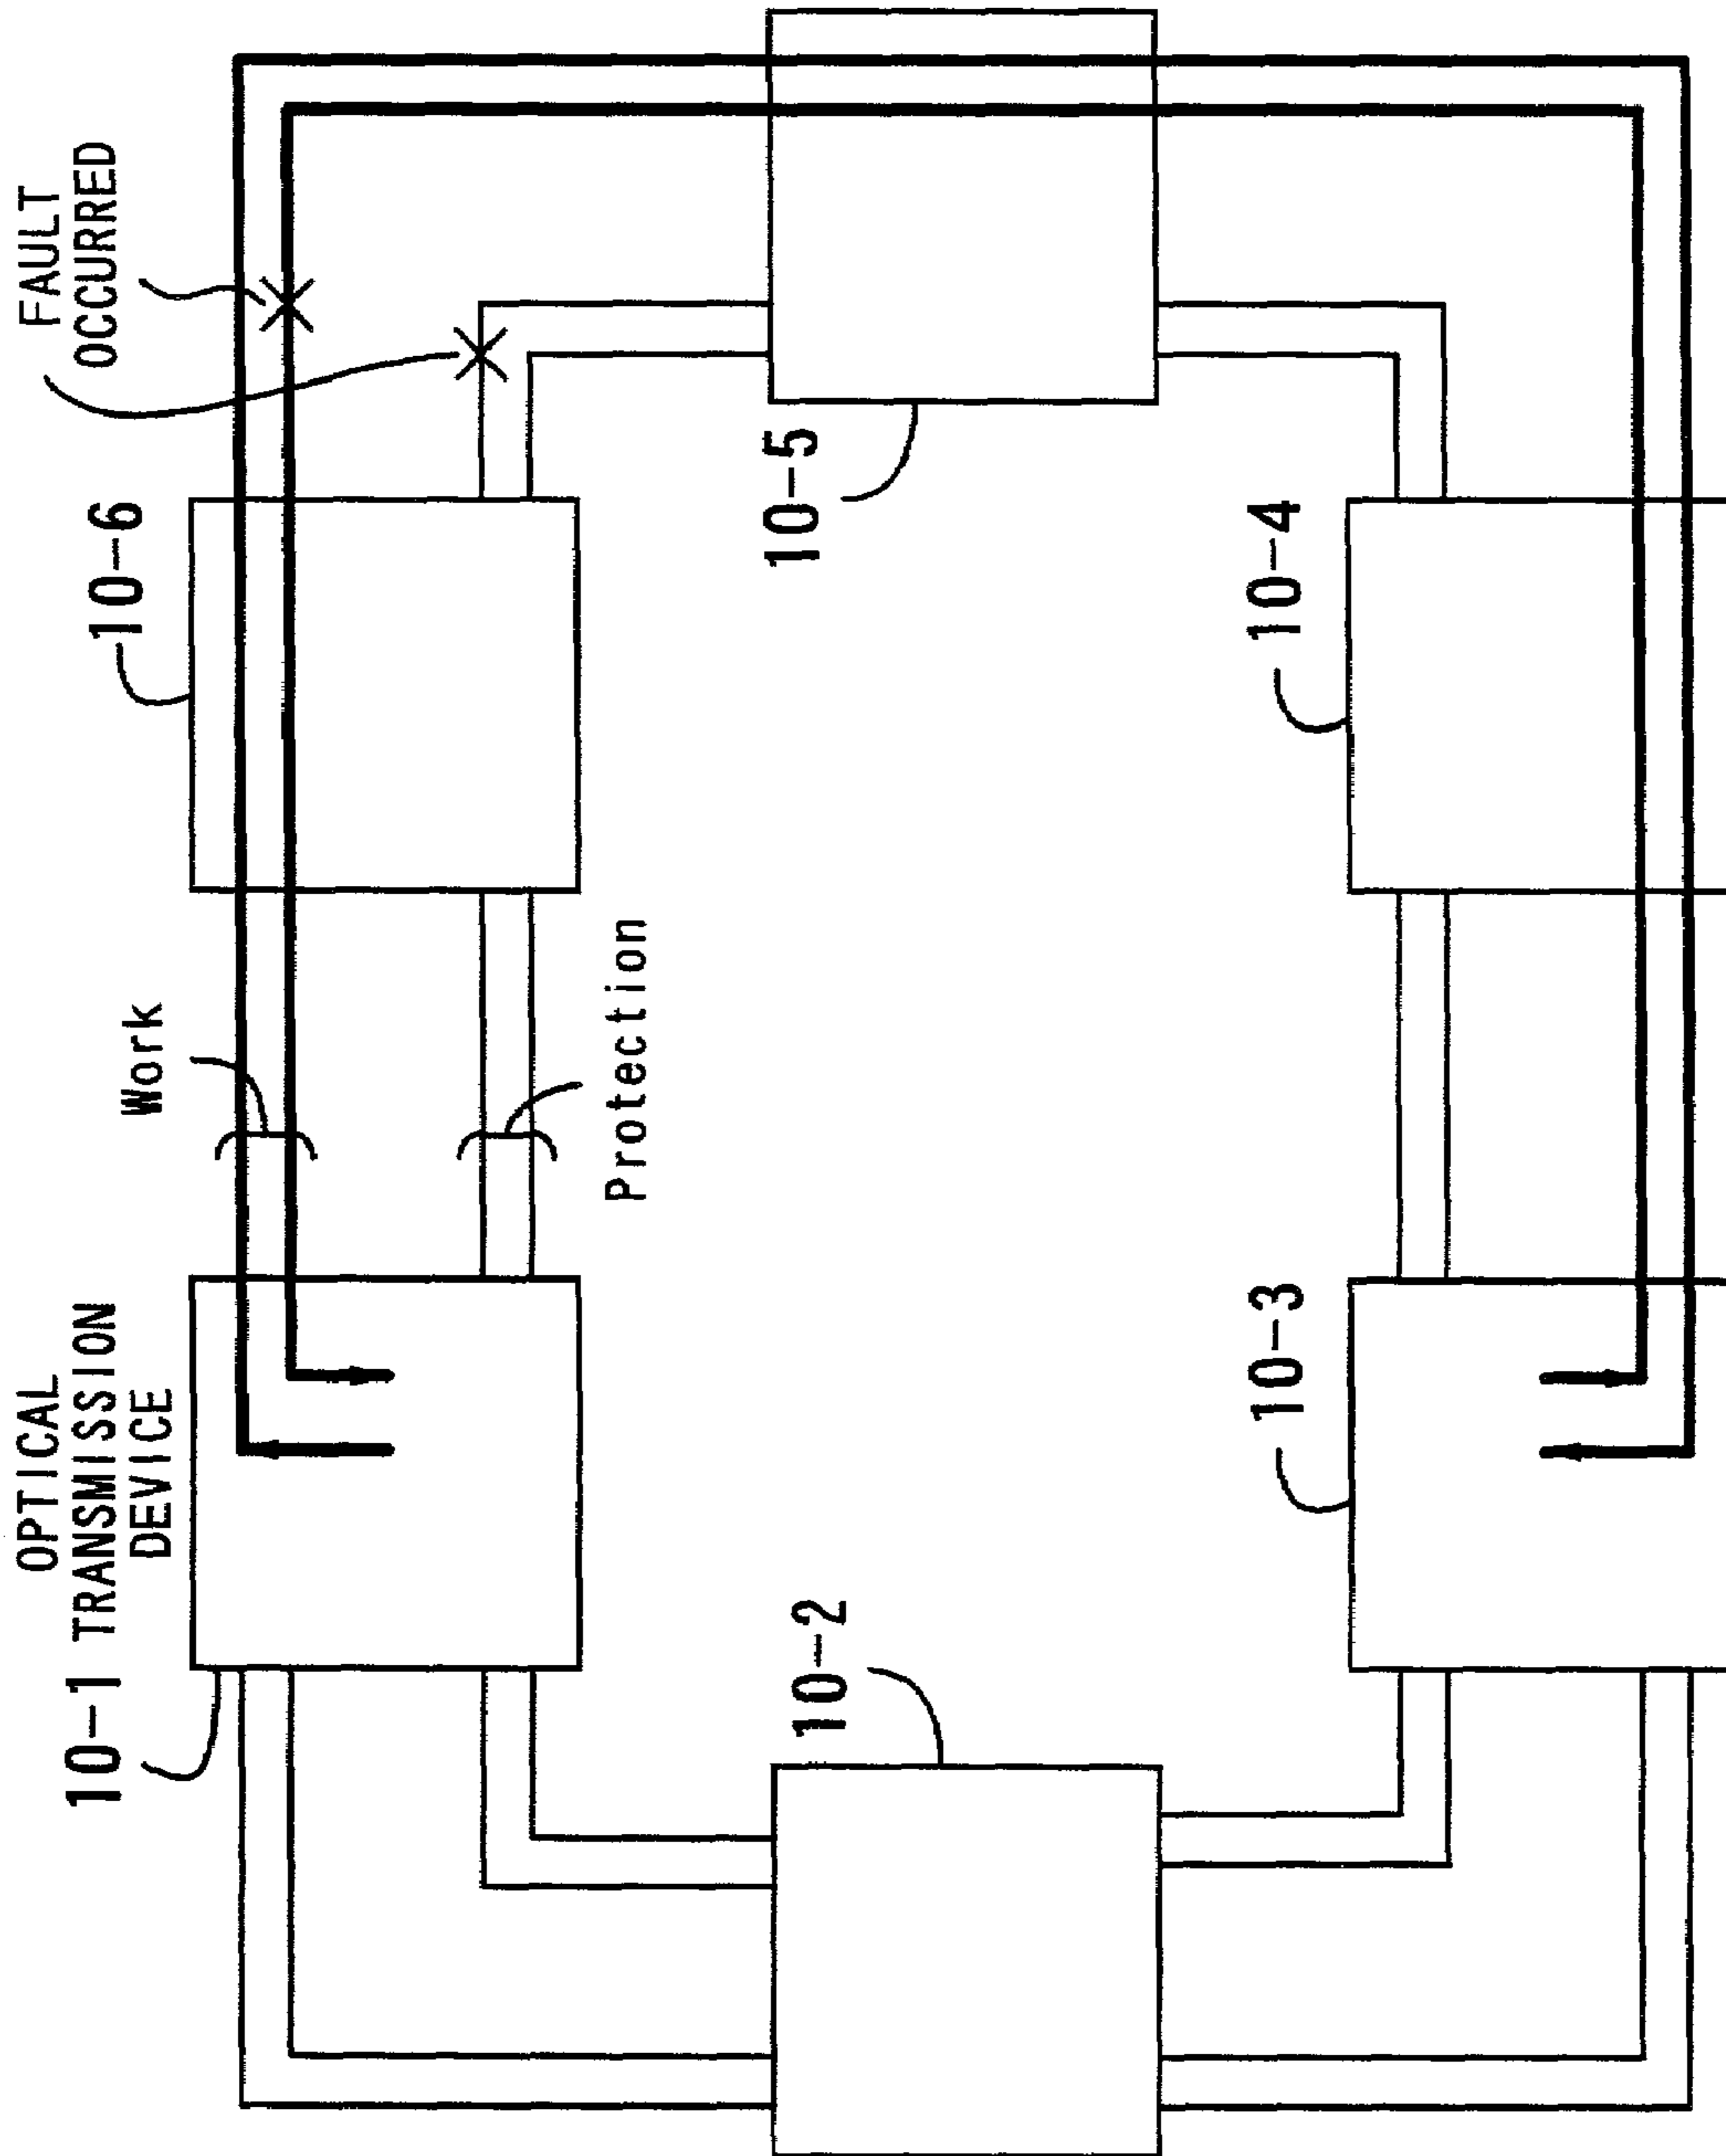 OPTICAL
10-1 TRANSMISSION
DEVICE
Work
Protection
10-6
FAULT
OCCURRED
10-2
10-5
10-3
10-4